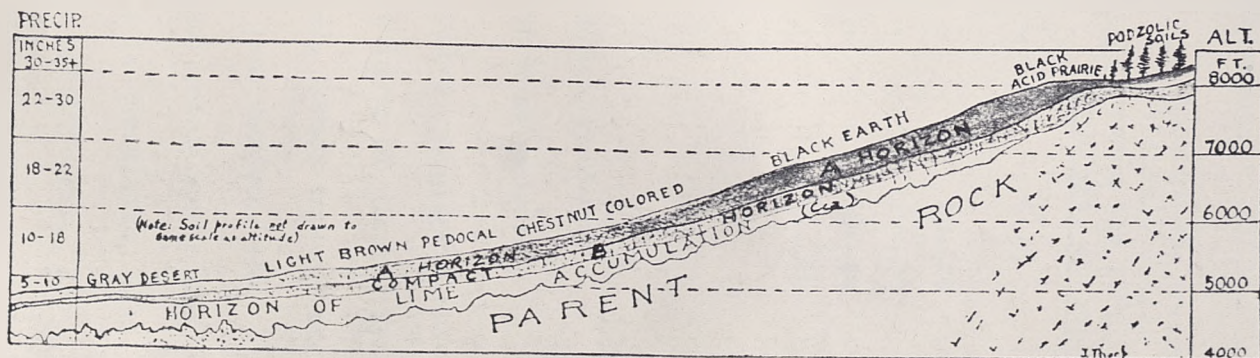 PRECIP.
INCHES
30-35+
22-30
18-22
10-18
5-10
(Note: Soil profile not drawn to
same scale as altitude)
GRAY DESERT
LIGHT BROWN PEDOCAL
CHESTNUT COLORED
BLACK EARTH
BLACK
ACID PRAIRIE
PODZOLIC
SOILS
A HORIZON
A HORIZON
COMPACT B HORIZON
HORIZON OF LIME ACCUMULATION (Cca)
PARENT ROCK
ALT.
FT.
8000
7000
6000
5000
4000